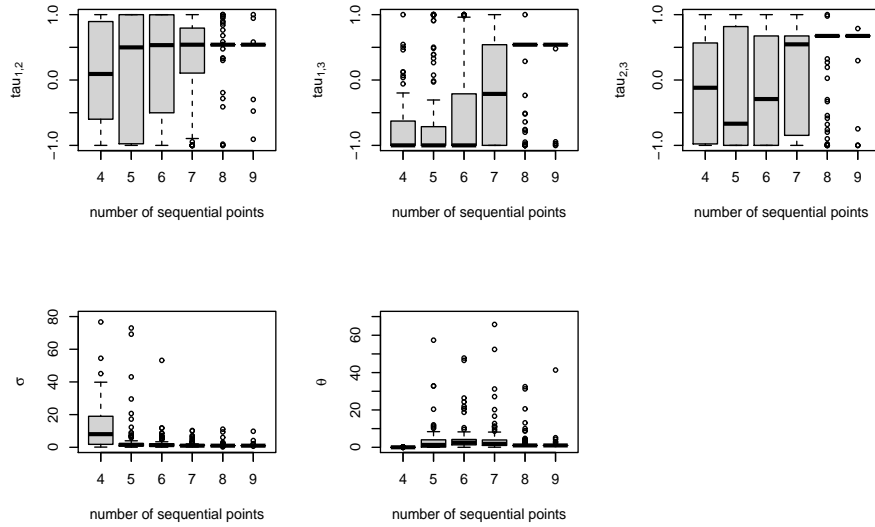 tau1,2
−1.0 0.0 1.0
4 5 6 7 8 9
number of sequential points
tau1,3
−1.0 0.0 1.0
4 5 6 7 8 9
number of sequential points
tau2,3
−1.0 0.0 1.0
4 5 6 7 8 9
number of sequential points
σ
0 20 40 60 80
4 5 6 7 8 9
number of sequential points
θ
0 20 40 60
4 5 6 7 8 9
number of sequential points